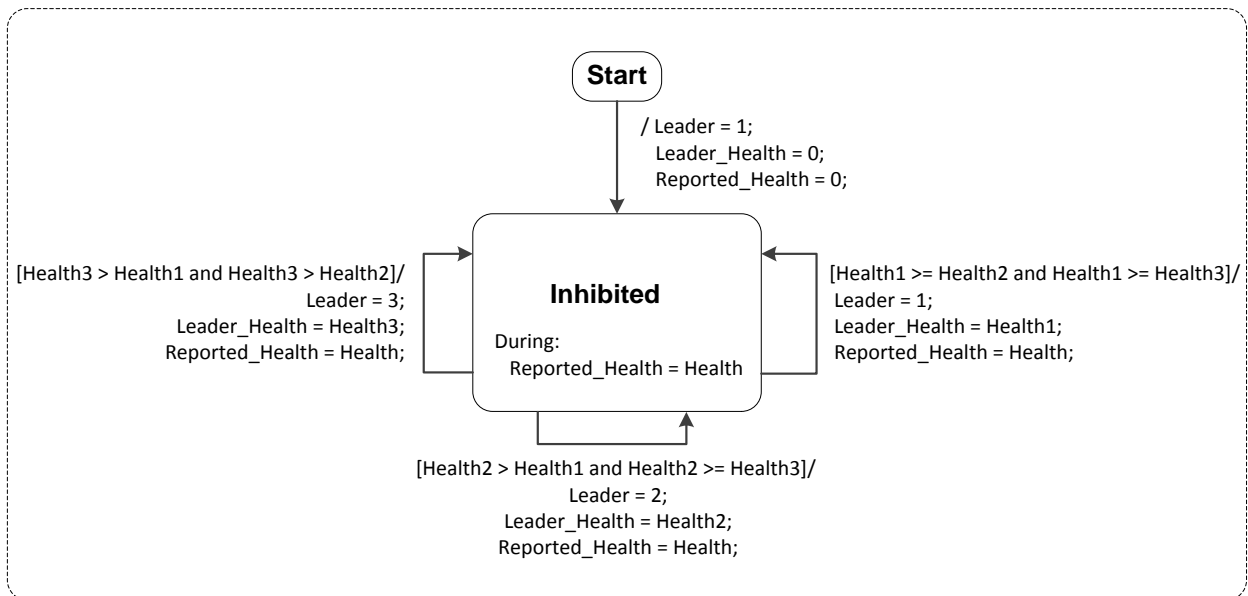 Start
/ Leader = 1;
Leader_Health = 0;
Reported_Health = 0;
[Health3 > Health1 and Health3 > Health2]/
Leader = 3;
Leader_Health = Health3;
Reported_Health = Health;
Inhibited
During:
Reported_Health = Health
[Health1 >= Health2 and Health1 >= Health3]/
Leader = 1;
Leader_Health = Health1;
Reported_Health = Health;
[Health2 > Health1 and Health2 >= Health3]/
Leader = 2;
Leader_Health = Health2;
Reported_Health = Health;